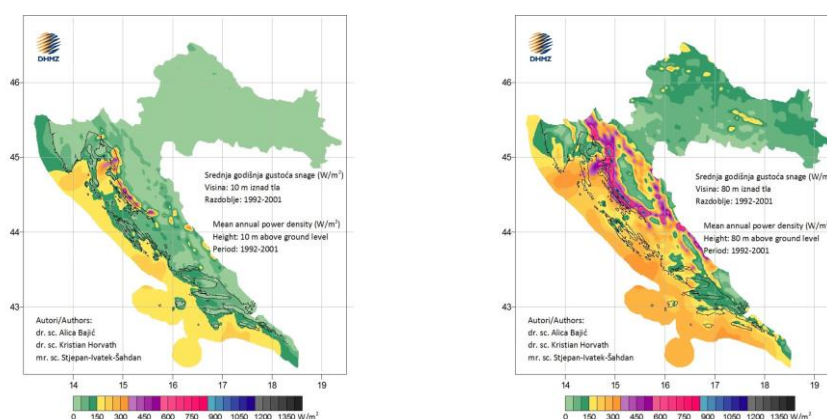 DHMZ
46
45
44
43
Srednja godišnja gustoća snage (W/m²)
Visina: 10 m iznad tla
Razdoblje: 1992-2001
Mean annual power density (W/m²)
Height: 10 m above ground level
Period: 1992-2001
Autori/Authors:
dr. sc. Alica Bajić
dr. sc. Kristian Horvath
mr. sc. Stjepan-Ivatek-Šahdan
14 15 16 17 18 19
0 150 300 450 600 750 900 1050 1200 1350 W/m²
DHMZ
46
45
44
43
Srednja godišnja gustoća snage (W/m
Visina: 80 m iznad tla
Razdoblje: 1992-2001
Mean annual power density (W/m²)
Height: 80 m above ground level
Period: 1992-2001
Autori/Authors:
dr. sc. Alica Bajić
dr. sc. Kristian Horvath
mr. sc. Stjepan-Ivatek-Šahdan
14 15 16 17 18 19
0 150 300 450 600 750 900 1050 1200 1350 W/m²